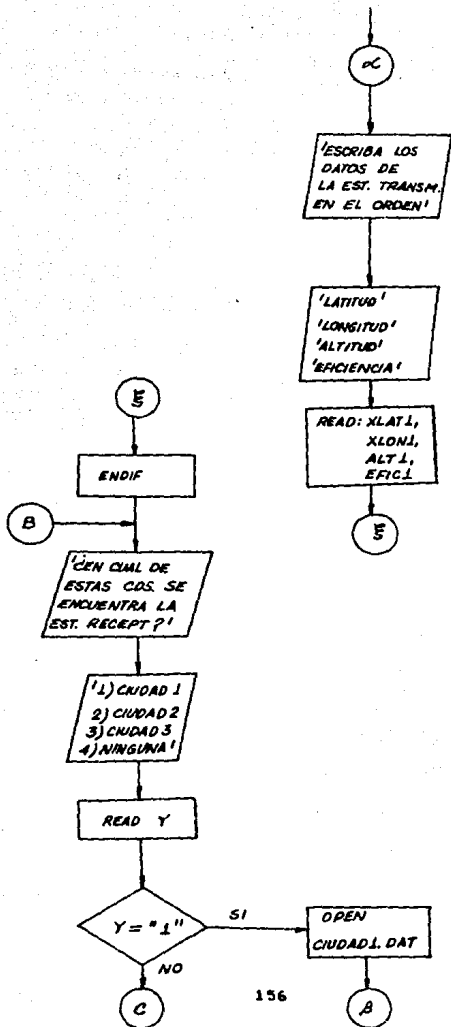 α
'ESCRIBA LOS
DATOS DE
LA EST. TRANSM.
EN EL ORDEN'
'LATITUD'
'LONGITUD'
'ALTITUD'
'EFICIENCIA'
READ: XLAT1,
XLON1,
ALT1,
EFIC1
ξ
ξ
ENDIF
B
'¿EN CUAL DE
ESTAS CDS. SE
ENCUENTRA LA
EST. RECEPT?'
'1) CIUDAD 1
2) CIUDAD 2
3) CIUDAD 3
4) NINGUNA'
READ Y
Y = "1"
SI
OPEN
CIUDAD1. DAT
NO
C
β
156